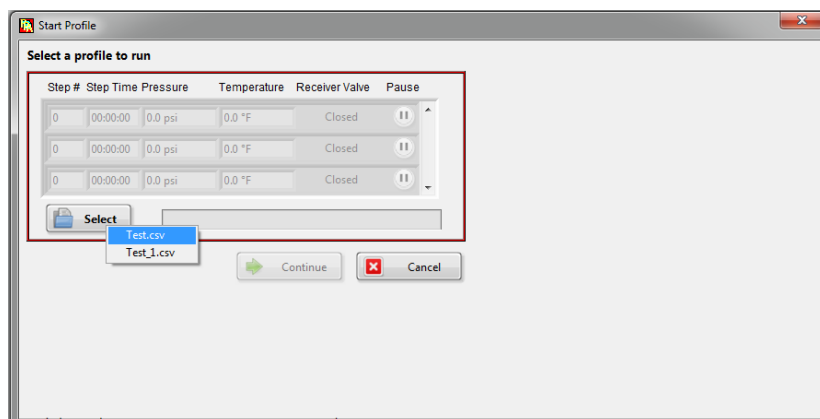 Start Profile
Select a profile to run
Step # Step Time Pressure Temperature Receiver Valve Pause
0 00:00:00 0.0 psi 0.0 °F Closed
0 00:00:00 0.0 psi 0.0 °F Closed
0 00:00:00 0.0 psi 0.0 °F Closed
Select
Test.csv
Test_1.csv
Continue Cancel